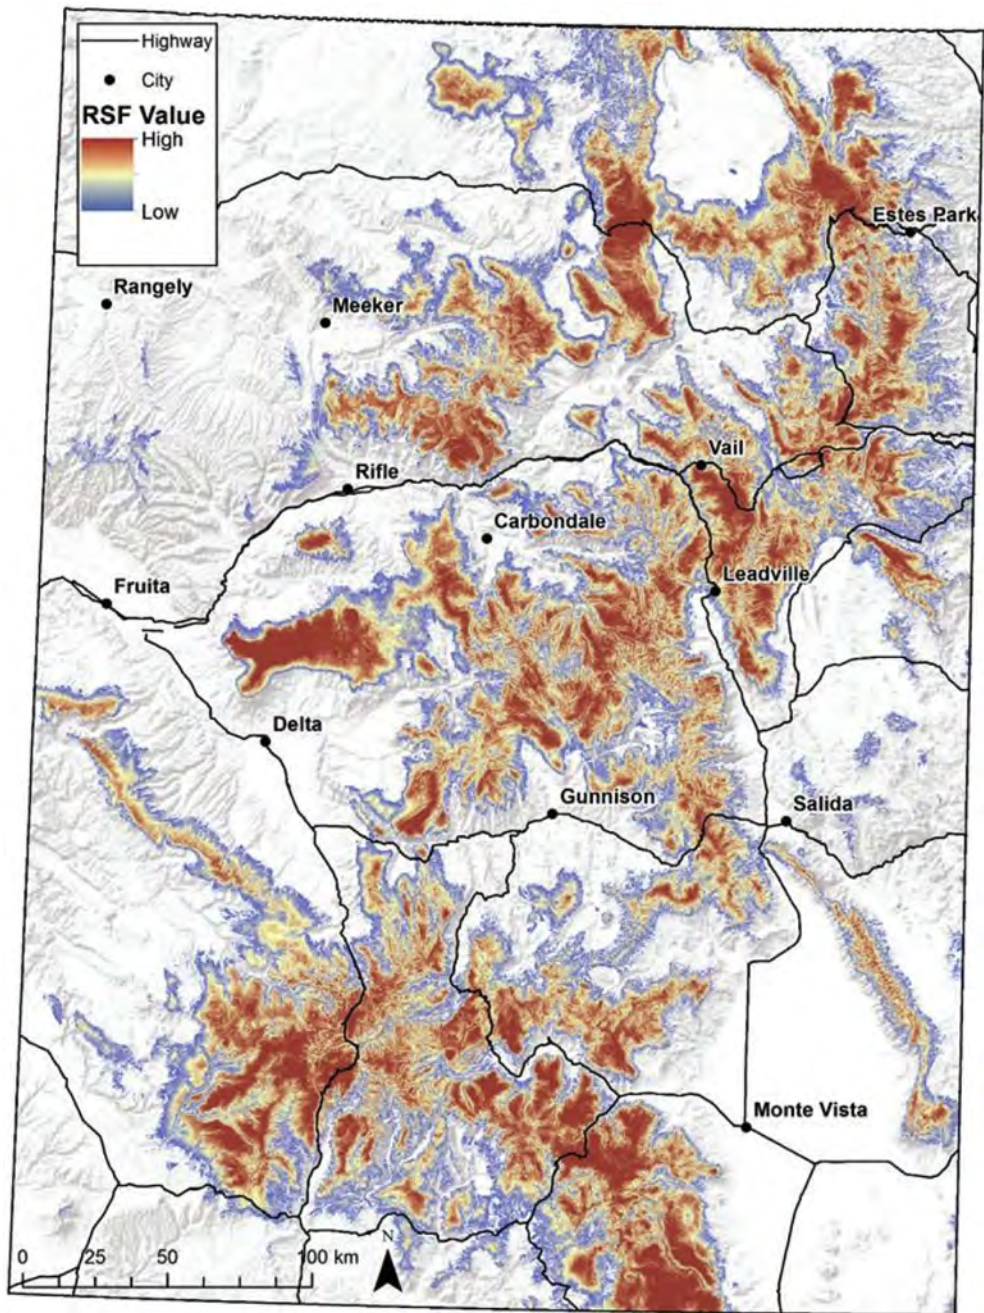 Highway
City
RSF Value
High
Low
Estes Park
Rangely
Meeker
Vail
Rifle
Carbondale
Leadville
Fruita
Delta
Gunnison
Salida
Monte Vista
N
0 25 50 100 km